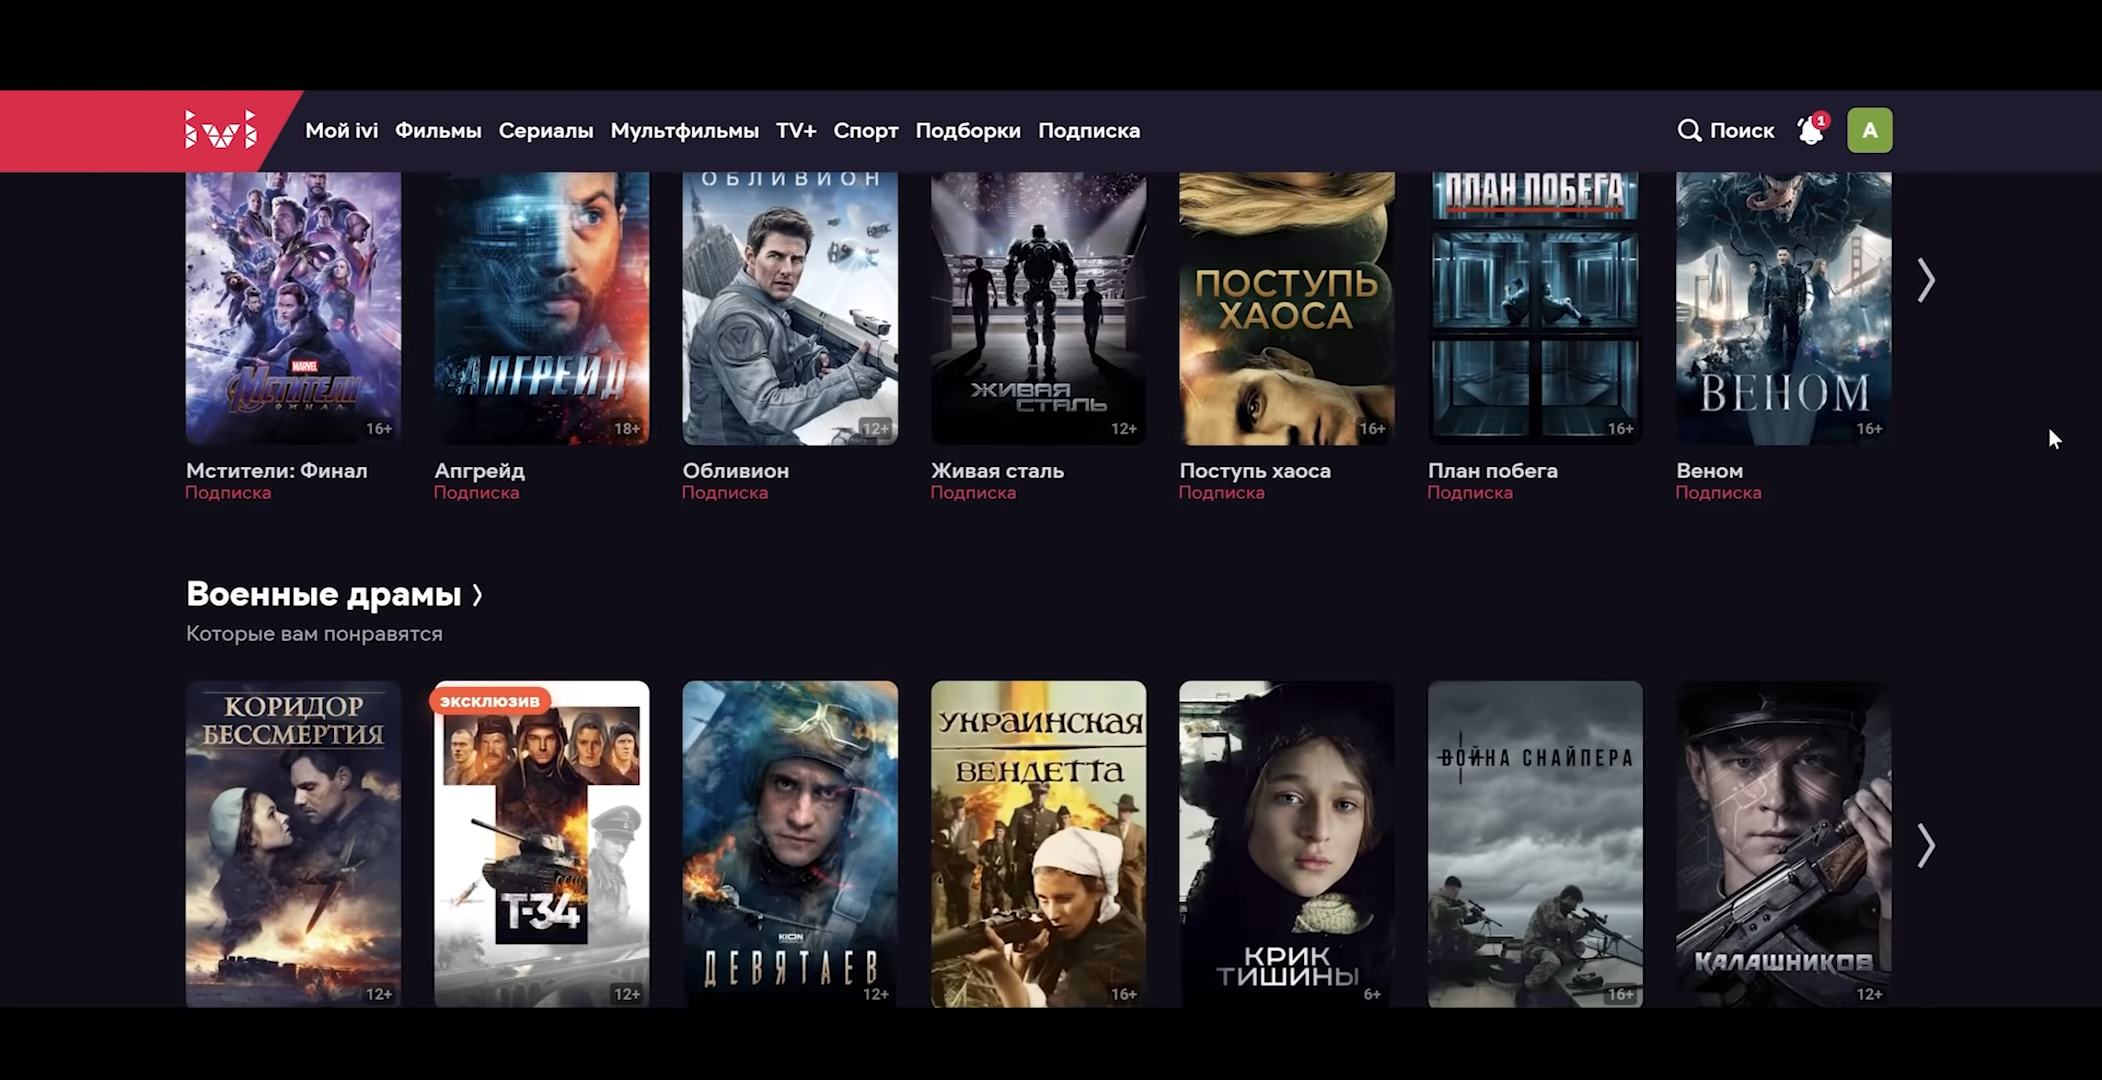 ivi Мой ivi Фильмы Сериалы Мультфильмы TV+ Спорт Подборки Подписка Поиск 1 A
ОБЛИВИОН
ПЛАН ПОБЕГА
ПОСТУПЬ
ХАОСА
MARVEL
МСТИТЕЛИ
ФИНАЛ
АПГРЕЙД
ЖИВАЯ
СТАЛЬ
ВЕНОМ
16+ 18+ 12+ 12+ 16+ 16+ 16+
Мстители: Финал Апгрейд Обливион Живая сталь Поступь хаоса План побега Веном
Подписка Подписка Подписка Подписка Подписка Подписка Подписка
Военные драмы
Которые вам понравятся
КОРИДОР
БЕССМЕРТИЯ
эксклюзив
Т-34
KION
ДЕВЯТАЕВ
УКРАИНСКАЯ
ВЕНДЕТТА
КРИК
ТИШИНЫ
ВОЙНА СНАЙПЕРА
КАЛАШНИКОВ
12+ 12+ 12+ 16+ 6+ 16+ 12+